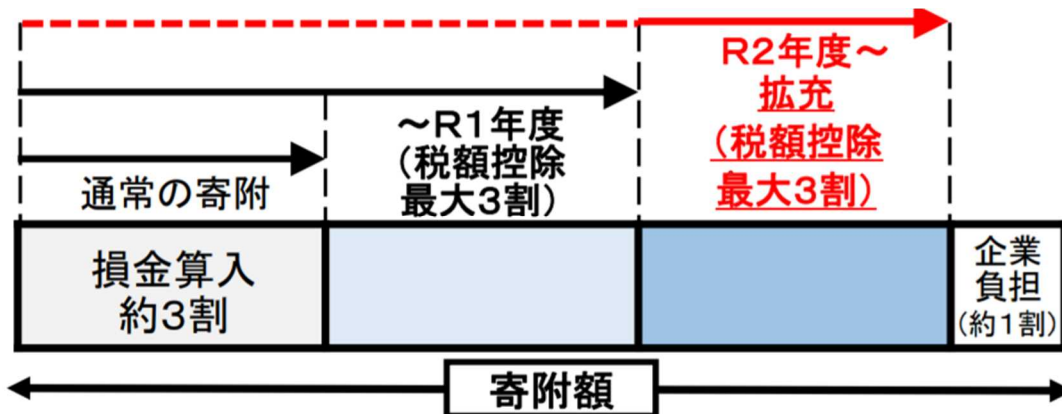 R2年度~
拡充
(税額控除
最大3割)
~R1年度
(税額控除
最大3割)
通常の寄附
損金算入
約3割
企業
負担
(約1割)
寄附額